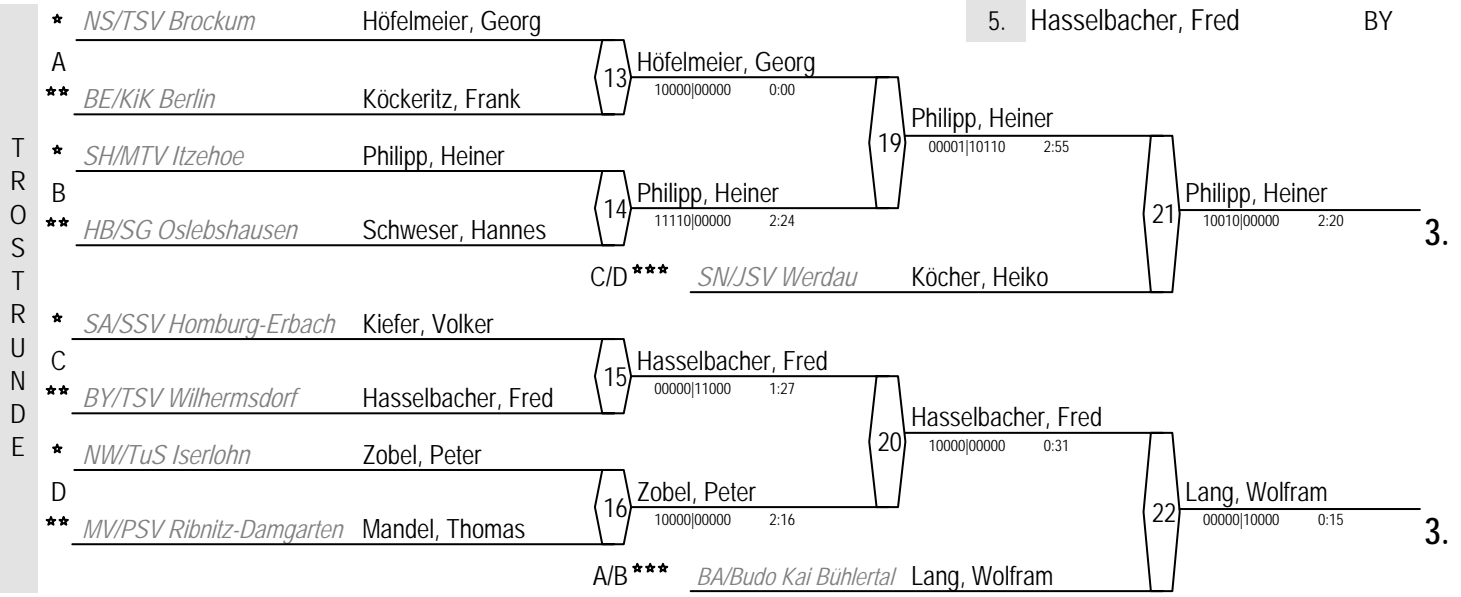 TROSTRUNDE
* NS/TSV Brockum Höfelmeier, Georg
5. Hasselbacher, Fred BY
A
13 Höfelmeier, Georg
10000|00000 0:00
** BE/KiK Berlin Köckeritz, Frank
Philipp, Heiner
19
00001|10110 2:55
* SH/MTV Itzehoe Philipp, Heiner
B
14 Philipp, Heiner
11110|00000 2:24
** HB/SG Oslebshausen Schweser, Hannes
21 Philipp, Heiner
10010|00000 2:20
3.
C/D *** SN/JSV Werdau Köcher, Heiko
* SA/SSV Homburg-Erbach Kiefer, Volker
C
15 Hasselbacher, Fred
00000|11000 1:27
** BY/TSV Wilhermsdorf Hasselbacher, Fred
Hasselbacher, Fred
20
10000|00000 0:31
* NW/TuS Iserlohn Zobel, Peter
D
16 Zobel, Peter
10000|00000 2:16
** MV/PSV Ribnitz-Damgarten Mandel, Thomas
22 Lang, Wolfram
00000|10000 0:15
3.
A/B *** BA/Budo Kai Bühlertal Lang, Wolfram